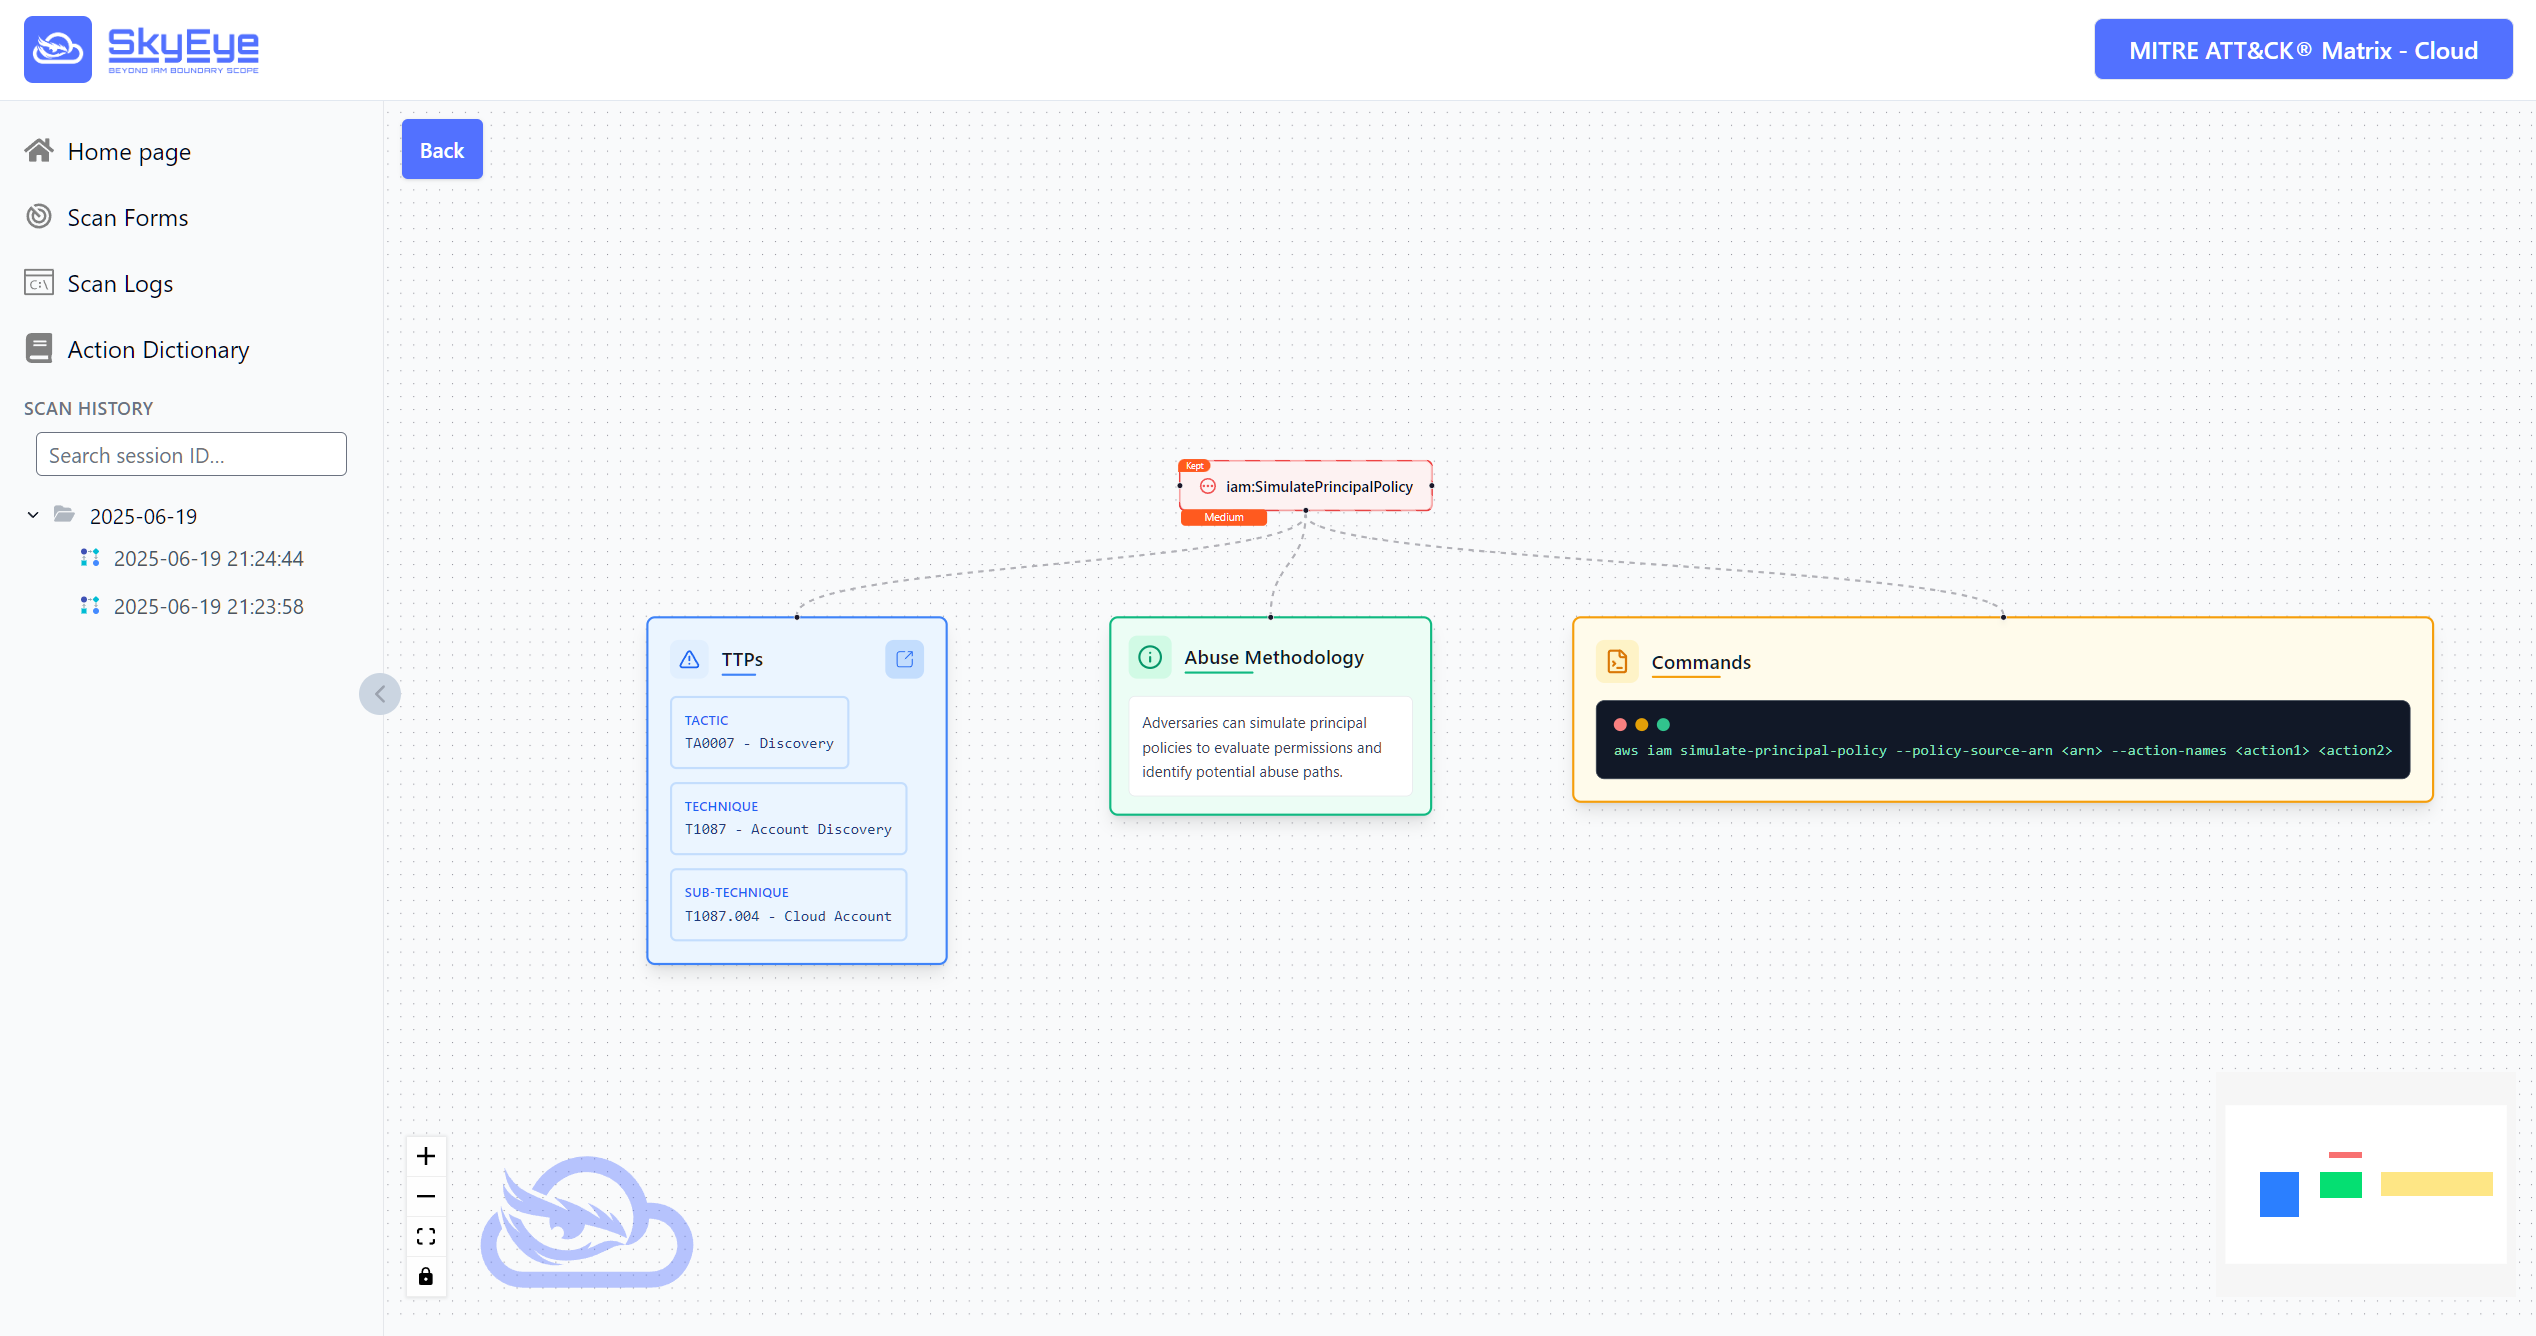 SkyEye
BEYOND IAM BOUNDARY SCOPE
MITRE ATT&CK® Matrix - Cloud
Home page
Scan Forms
C:\
Scan Logs
Action Dictionary
SCAN HISTORY
Search session ID...
2025-06-19
2025-06-19 21:24:44
2025-06-19 21:23:58
Back
Kept
iam:SimulatePrincipalPolicy
Medium
TTPs
TACTIC
TA0007 - Discovery
TECHNIQUE
T1087 - Account Discovery
SUB-TECHNIQUE
T1087.004 - Cloud Account
Abuse Methodology
Adversaries can simulate principal
policies to evaluate permissions and
identify potential abuse paths.
Commands
aws iam simulate-principal-policy --policy-source-arn <arn> --action-names <action1> <action2>